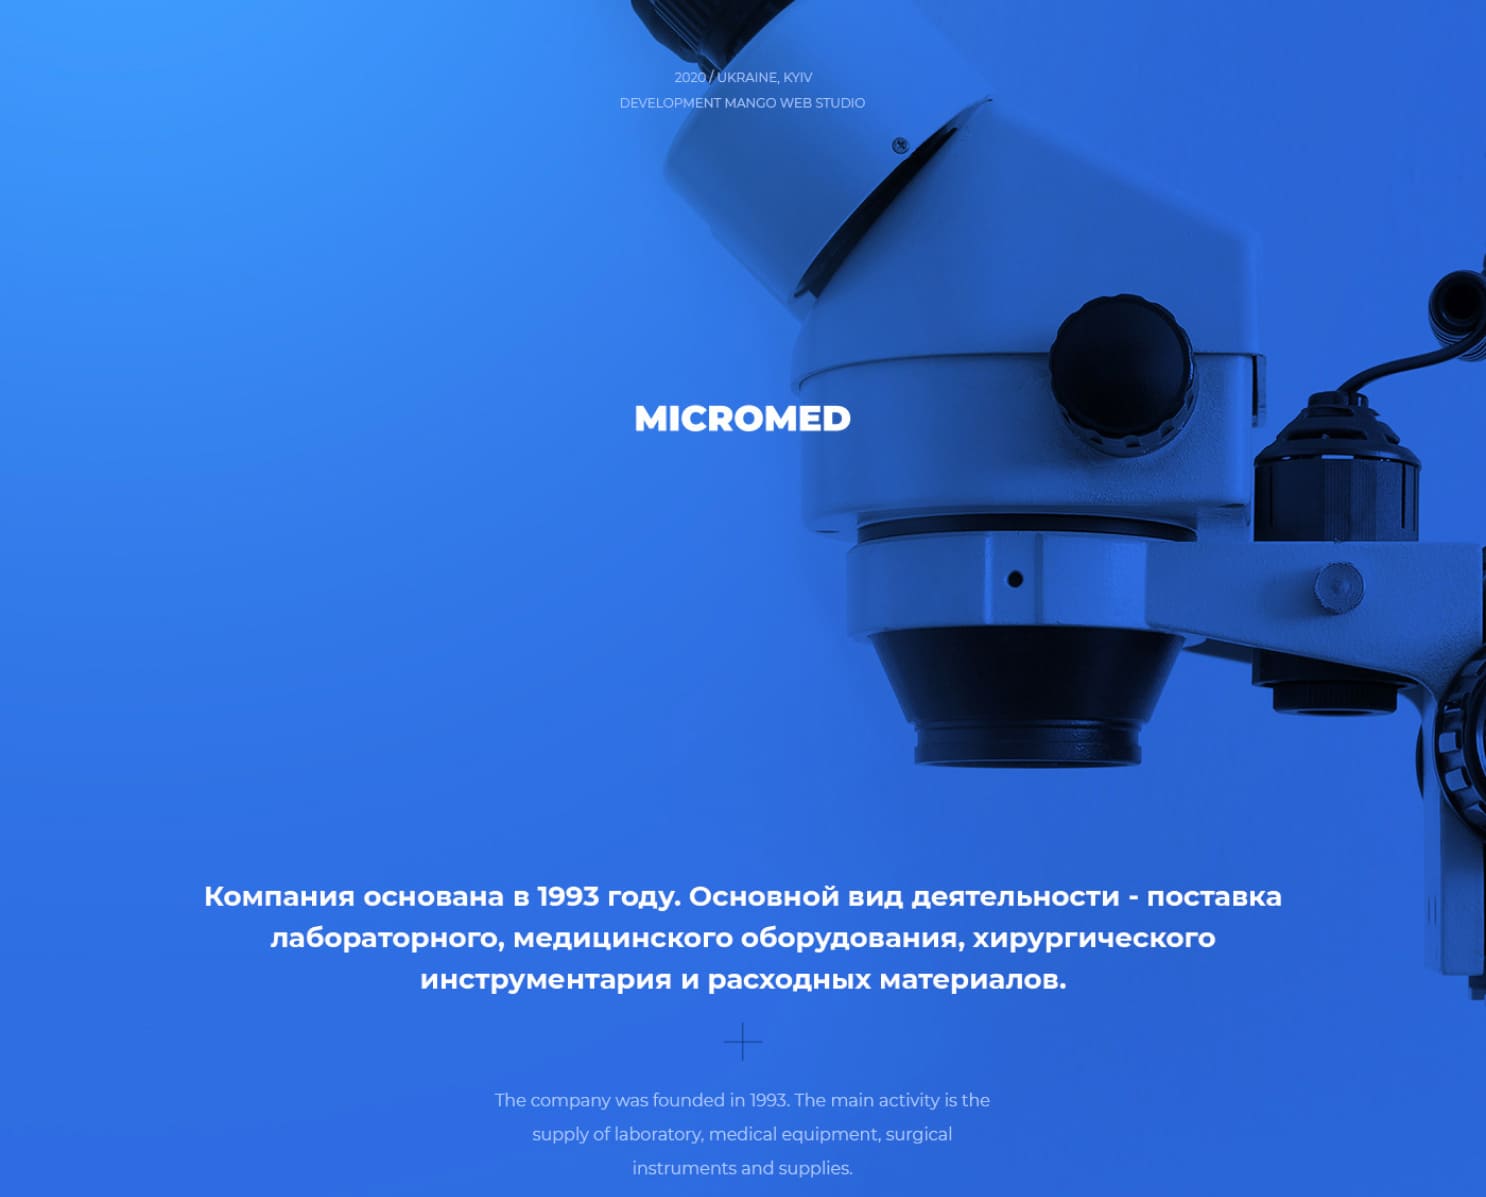 2020 / UKRAINE, KYIV
DEVELOPMENT MANGO WEB STUDIO
MICROMED
Компания основана в 1993 году. Основной вид деятельности - поставка
лабораторного, медицинского оборудования, хирургического
инструментария и расходных материалов.
The company was founded in 1993. The main activity is the
supply of laboratory, medical equipment, surgical
instruments and supplies.